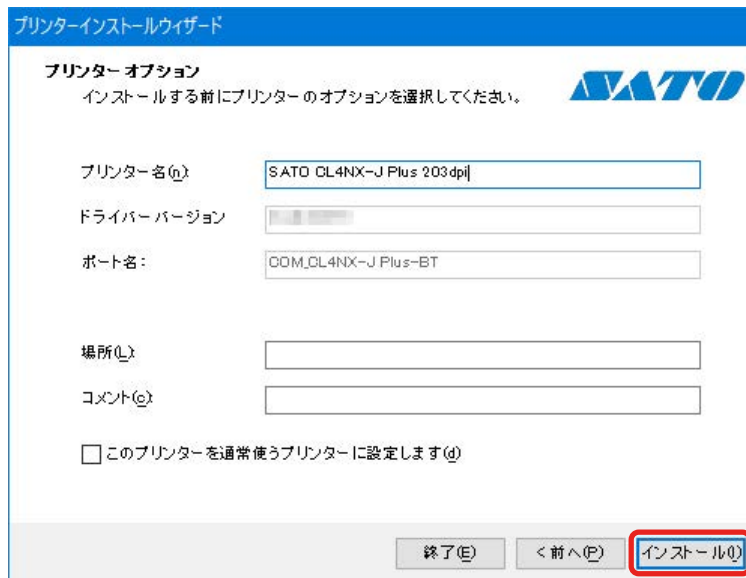 プリンターインストールウィザード
プリンター オプション
インストールする前にプリンターのオプションを選択してください。
SATO
プリンター名(n):
SATO CL4NX-J Plus 203dpi
ドライバー バージョン
ポート名：
COM_CL4NX-J Plus-BT
場所(L):
コメント(c):
このプリンターを通常使うプリンターに設定します(d)
終了(E)
<前へ(P)
インストール(I)